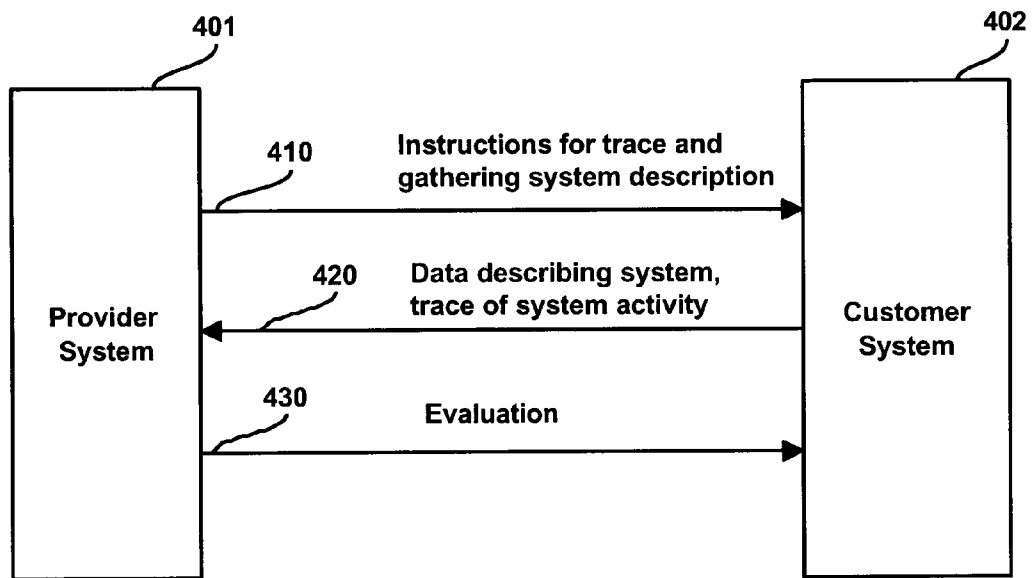 401
402
410
Instructions for trace and
gathering system description
420
Data describing system,
trace of system activity
Provider
System
Customer
System
430
Evaluation